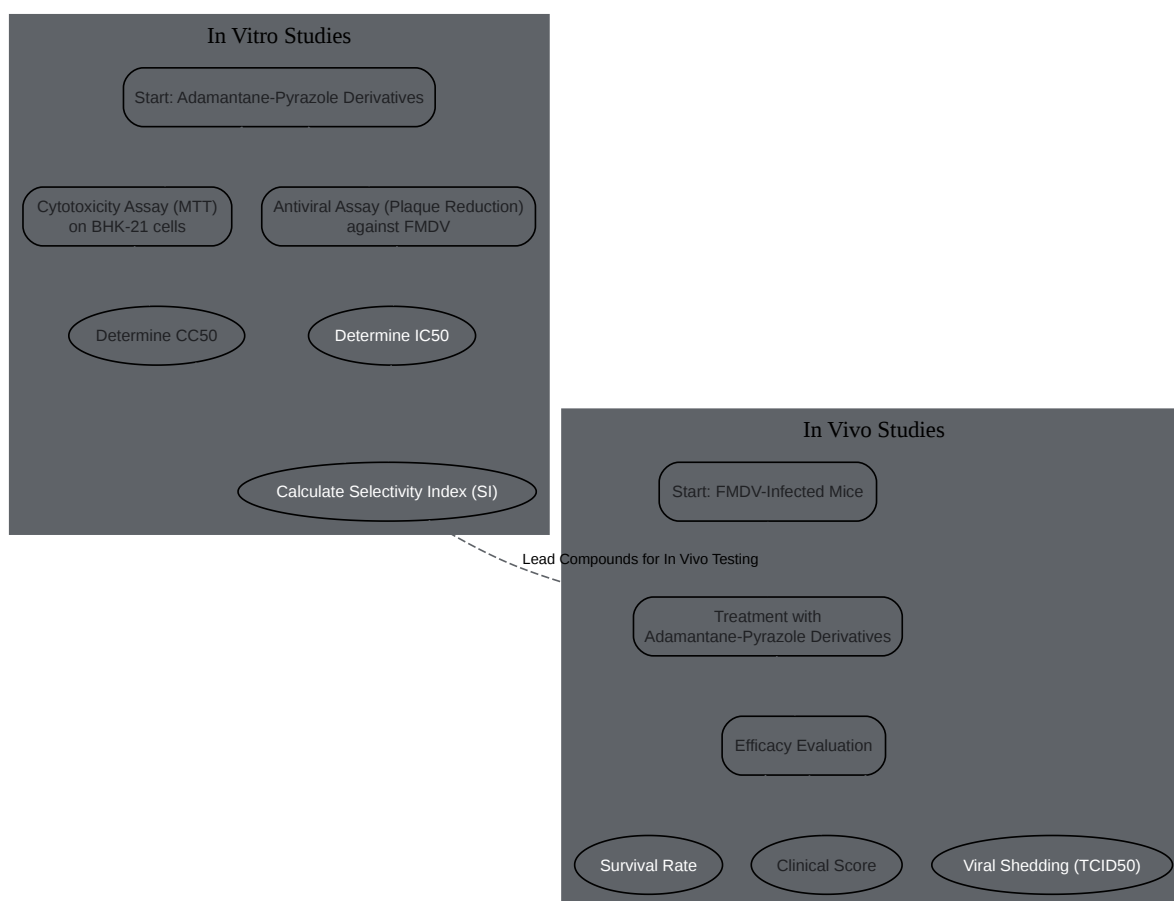 In Vitro Studies
Start: Adamantane-Pyrazole Derivatives
Cytotoxicity Assay (MTT)
on BHK-21 cells
Antiviral Assay (Plaque Reduction)
against FMDV
Determine CC50
Determine IC50
Calculate Selectivity Index (SI)
Lead Compounds for In Vivo Testing
In Vivo Studies
Start: FMDV-Infected Mice
Treatment with
Adamantane-Pyrazole Derivatives
Efficacy Evaluation
Survival Rate
Clinical Score
Viral Shedding (TCID50)